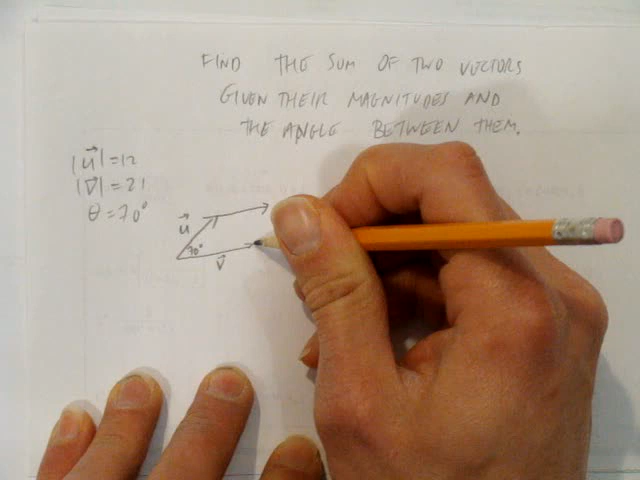 FIND THE SUM OF TWO VECTORS
GIVEN THEIR MAGNITUDES AND
THE ANGLE BETWEEN THEM.
|u⃗| = 12
|v⃗| = 21
θ = 70°
u⃗
70°
v⃗